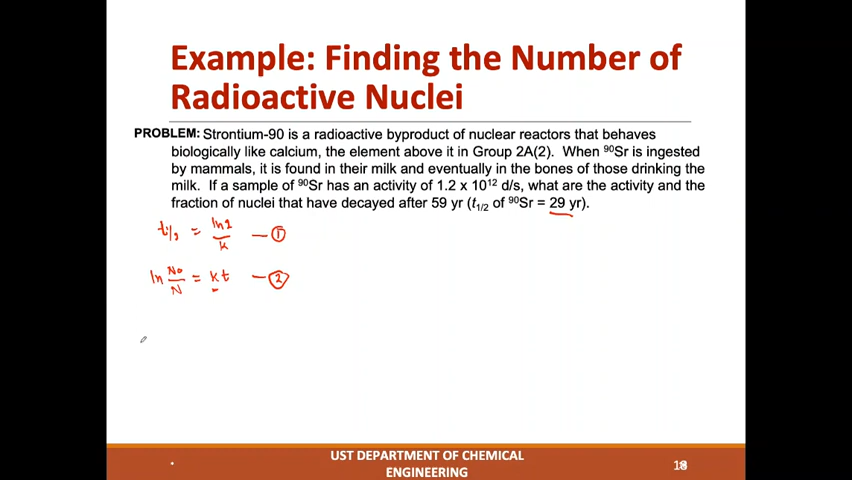 Example: Finding the Number of
Radioactive Nuclei
PROBLEM: Strontium-90 is a radioactive byproduct of nuclear reactors that behaves
biologically like calcium, the element above it in Group 2A(2). When ⁹⁰Sr is ingested
by mammals, it is found in their milk and eventually in the bones of those drinking the
milk. If a sample of ⁹⁰Sr has an activity of 1.2 x 10¹² d/s, what are the activity and the
fraction of nuclei that have decayed after 59 yr (t1/2 of ⁹⁰Sr = 29 yr).
t1/2 = ln2/k — ①
ln No/N = kt — ②
UST DEPARTMENT OF CHEMICAL
ENGINEERING